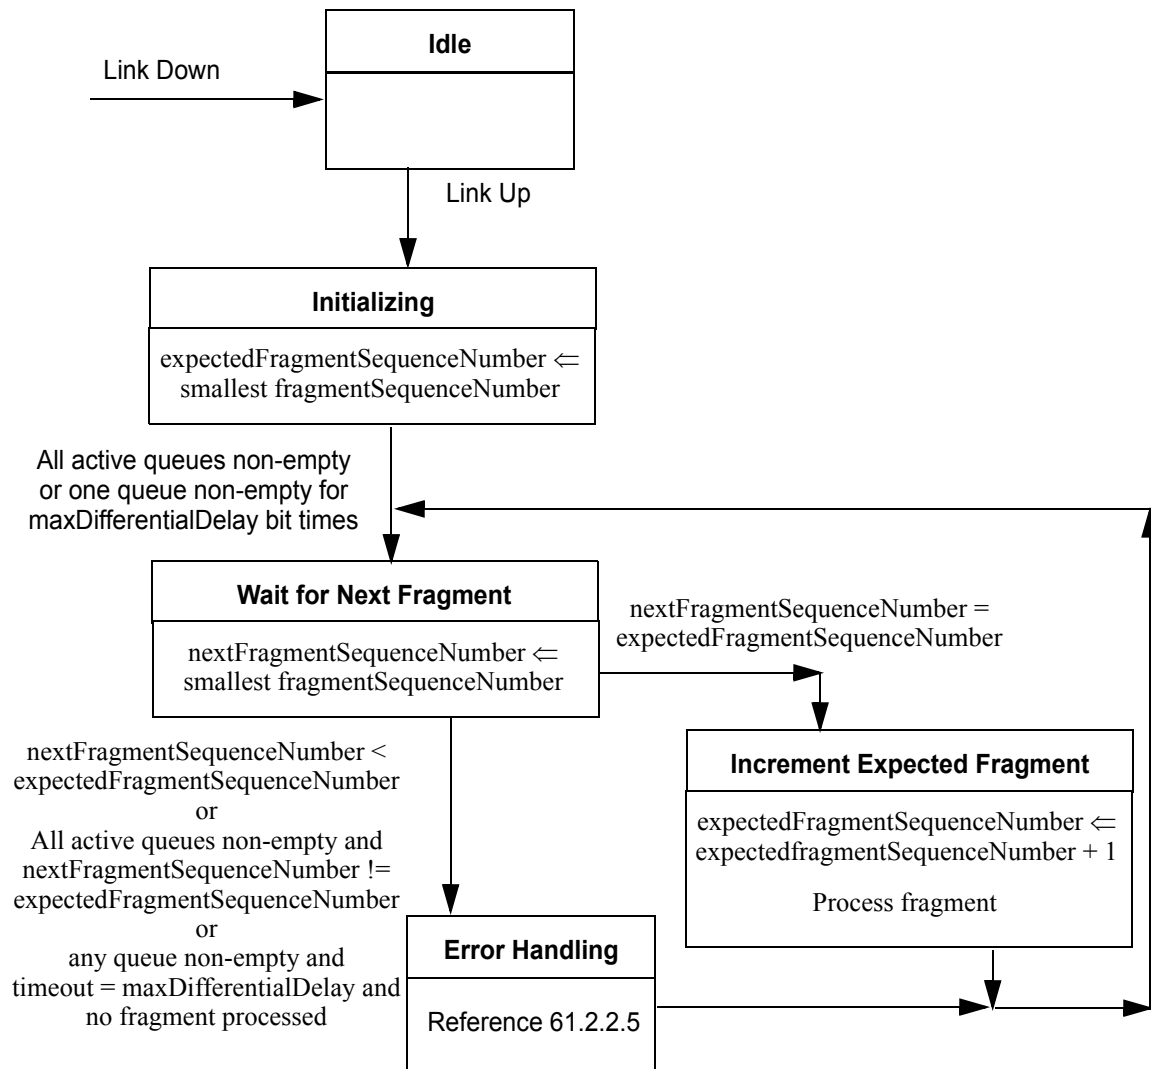 Idle
Link Down
Link Up
Initializing
expectedFragmentSequenceNumber ⇐
smallest fragmentSequenceNumber
All active queues non-empty
or one queue non-empty for
maxDifferentialDelay bit times
Wait for Next Fragment
nextFragmentSequenceNumber ⇐
smallest fragmentSequenceNumber
nextFragmentSequenceNumber =
expectedFragmentSequenceNumber
Increment Expected Fragment
expectedFragmentSequenceNumber ⇐
expectedfragmentSequenceNumber + 1
Process fragment
nextFragmentSequenceNumber <
expectedFragmentSequenceNumber
or
All active queues non-empty and
nextFragmentSequenceNumber !=
expectedFragmentSequenceNumber
or
any queue non-empty and
timeout = maxDifferentialDelay and
no fragment processed
Error Handling
Reference 61.2.2.5